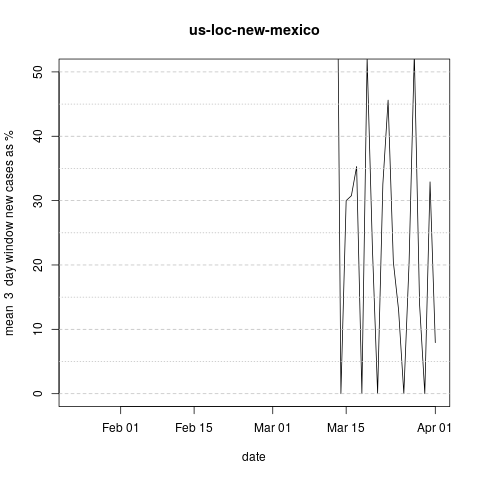 us-loc-new-mexico
mean 3 day window new cases as %
50
40
30
20
10
0
Feb 01 Feb 15 Mar 01 Mar 15 Apr 01
date